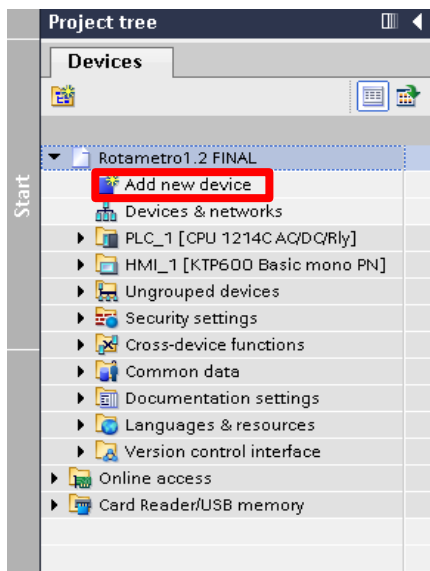 Project tree
Devices
Start
Rotametro1.2 FINAL
Add new device
Devices & networks
PLC_1 [CPU 1214C AC/DC/Rly]
HMI_1 [KTP600 Basic mono PN]
Ungrouped devices
Security settings
Cross-device functions
Common data
Documentation settings
Languages & resources
Version control interface
Online access
Card Reader/USB memory